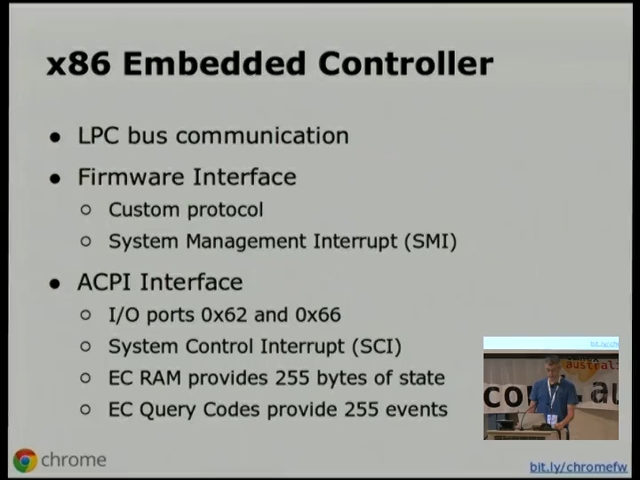 x86 Embedded Controller
● LPC bus communication
● Firmware Interface
○ Custom protocol
○ System Management Interrupt (SMI)
● ACPI Interface
○ I/O ports 0x62 and 0x66
○ System Control Interrupt (SCI)
○ EC RAM provides 255 bytes of state
○ EC Query Codes provide 255 events
chrome
bit.ly/chromefw